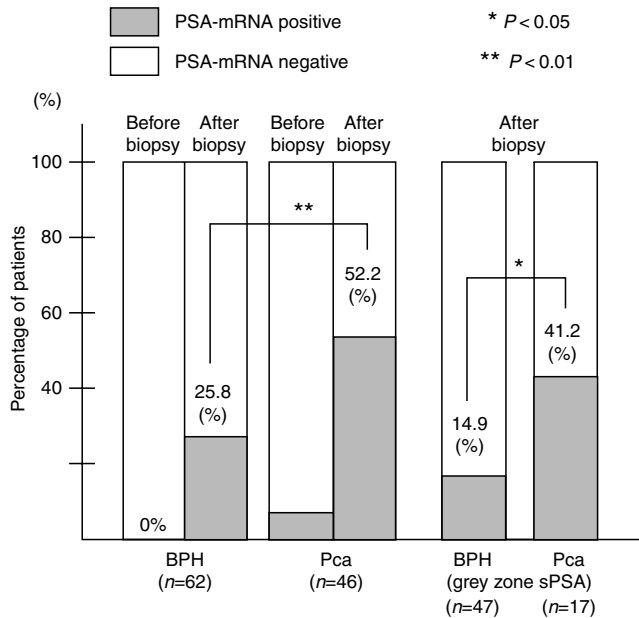 PSA-mRNA positive
* P < 0.05
PSA-mRNA negative
** P < 0.01
(%)
Before biopsy
After biopsy
Before biopsy
After biopsy
After biopsy
100
80
60
40
Percentage of patients
**
*
52.2 (%)
41.2 (%)
25.8 (%)
14.9 (%)
0%
BPH (n=62)
Pca (n=46)
BPH
Pca
(grey zone sPSA)
(n=47)
(n=17)